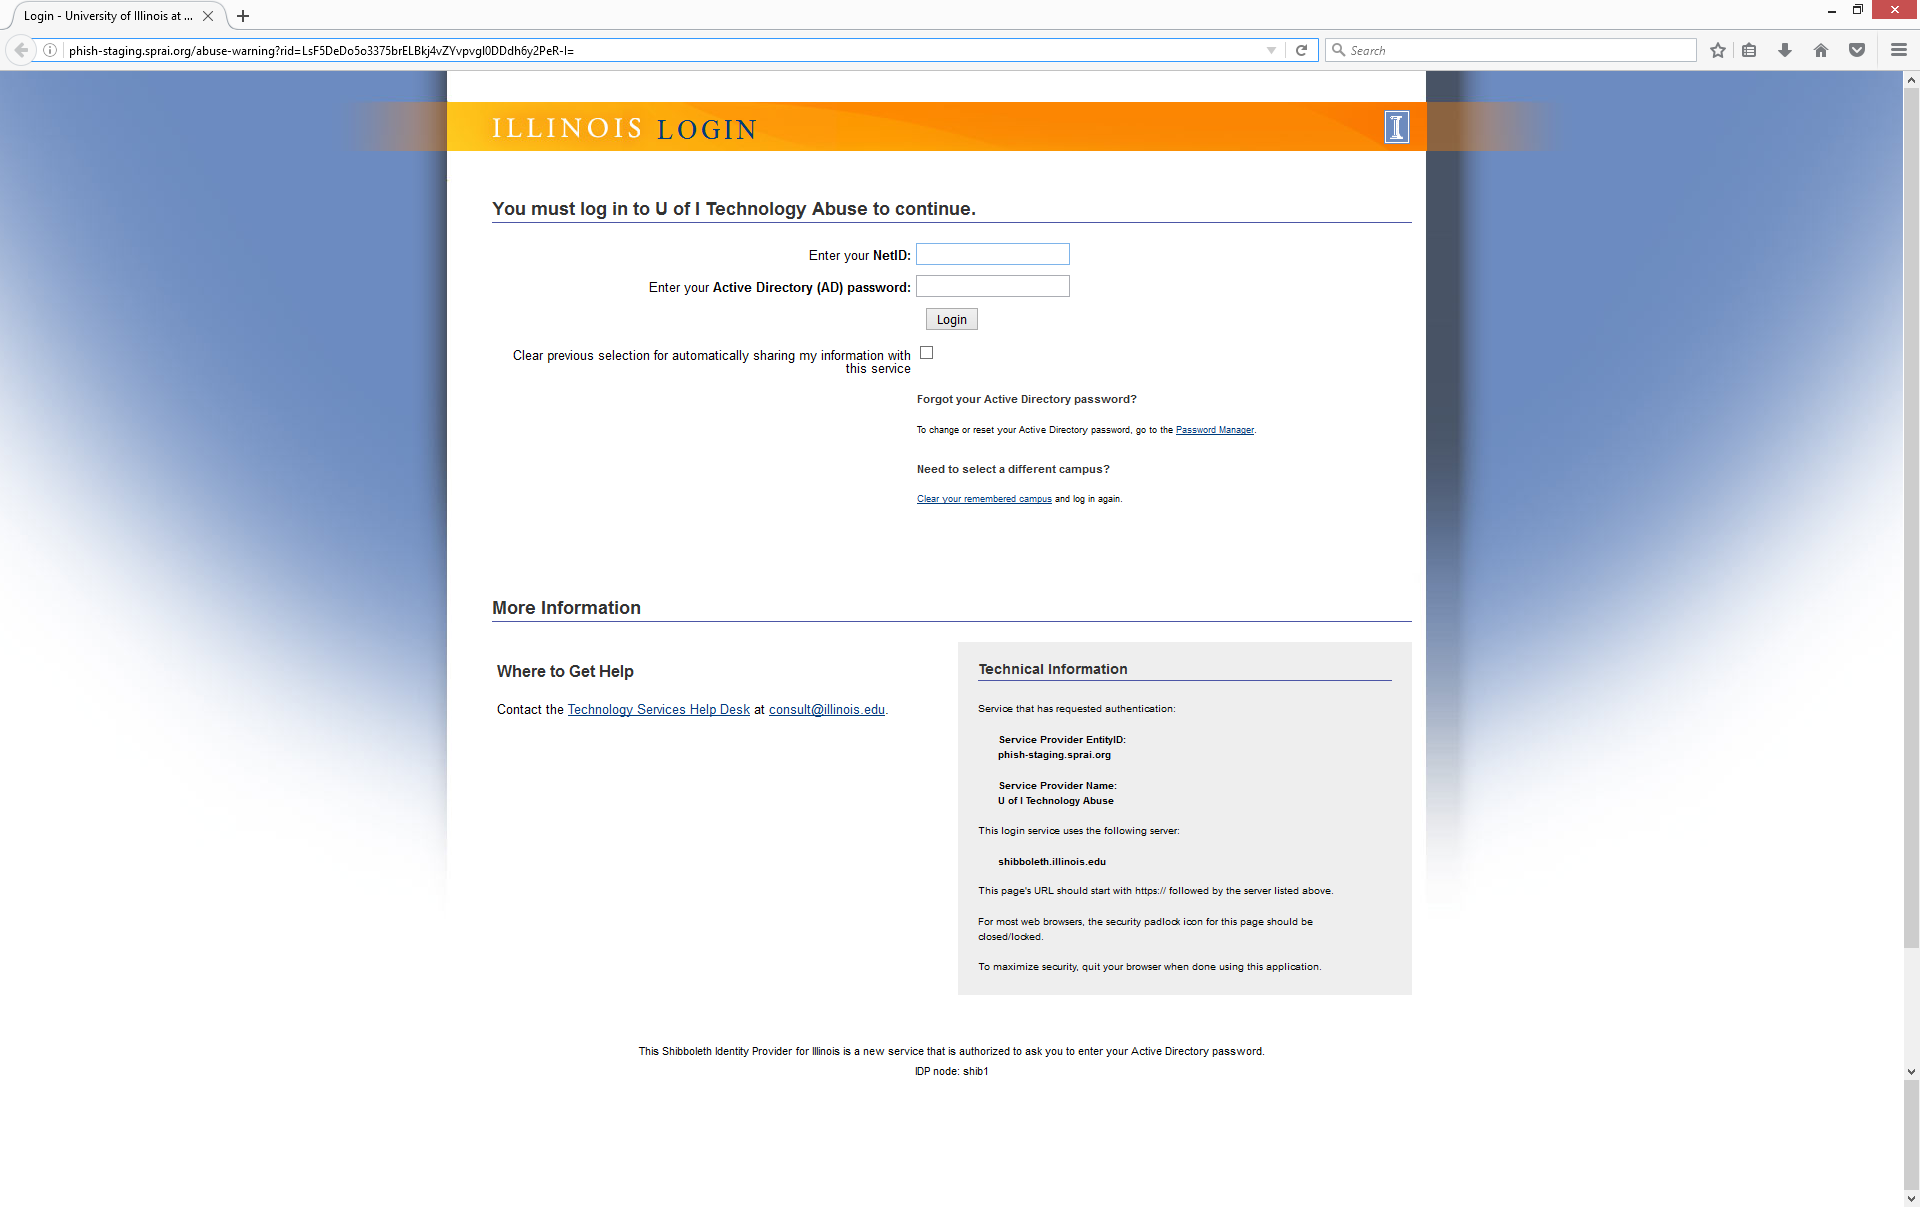 Login - University of Illinois at ...
phish-staging.sprai.org/abuse-warning?rid=LsF5DeDo5o3375brELBkj4vZYvpvgI0DDdh6y2PeR-I=
Search
ILLINOIS LOGIN
You must log in to U of I Technology Abuse to continue.
Enter your NetID:
Enter your Active Directory (AD) password:
Login
Clear previous selection for automatically sharing my information with
this service
Forgot your Active Directory password?
To change or reset your Active Directory password, go to the Password Manager.
Need to select a different campus?
Clear your remembered campus and log in again.
More Information
Where to Get Help
Contact the Technology Services Help Desk at consult@illinois.edu.
Technical Information
Service that has requested authentication:
Service Provider EntityID:
phish-staging.sprai.org
Service Provider Name:
U of I Technology Abuse
This login service uses the following server:
shibboleth.illinois.edu
This page's URL should start with https:// followed by the server listed above.
For most web browsers, the security padlock icon for this page should be
closed/locked.
To maximize security, quit your browser when done using this application.
This Shibboleth Identity Provider for Illinois is a new service that is authorized to ask you to enter your Active Directory password.
IDP node: shib1